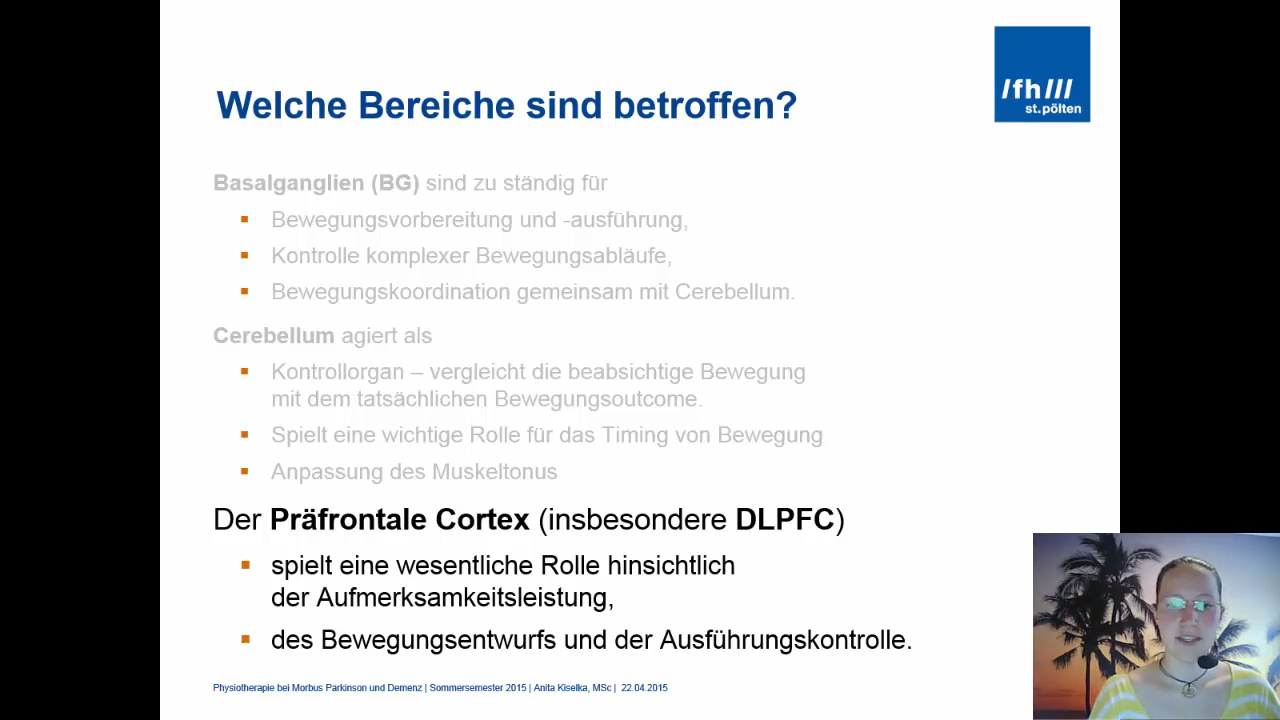 Welche Bereiche sind betroffen?
/fh///
st.pölten
Basalganglien (BG) sind zu ständig für
▪ Bewegungsvorbereitung und -ausführung,
▪ Kontrolle komplexer Bewegungsabläufe,
▪ Bewegungskoordination gemeinsam mit Cerebellum.
Cerebellum agiert als
▪ Kontrollorgan – vergleicht die beabsichtige Bewegung
mit dem tatsächlichen Bewegungsoutcome.
▪ Spielt eine wichtige Rolle für das Timing von Bewegung
▪ Anpassung des Muskeltonus
Der Präfrontale Cortex (insbesondere DLPFC)
▪ spielt eine wesentliche Rolle hinsichtlich
der Aufmerksamkeitsleistung,
▪ des Bewegungsentwurfs und der Ausführungskontrolle.
Physiotherapie bei Morbus Parkinson und Demenz | Sommersemester 2015 | Anita Kiselka, MSc | 22.04.2015